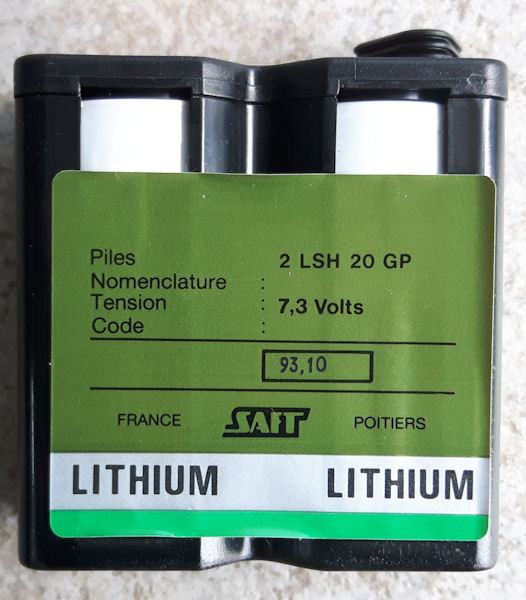 Piles 2 LSH 20 GP
Nomenclature :
Tension : 7,3 Volts
Code :
93,10
FRANCE SAFT POITIERS
LITHIUM LITHIUM